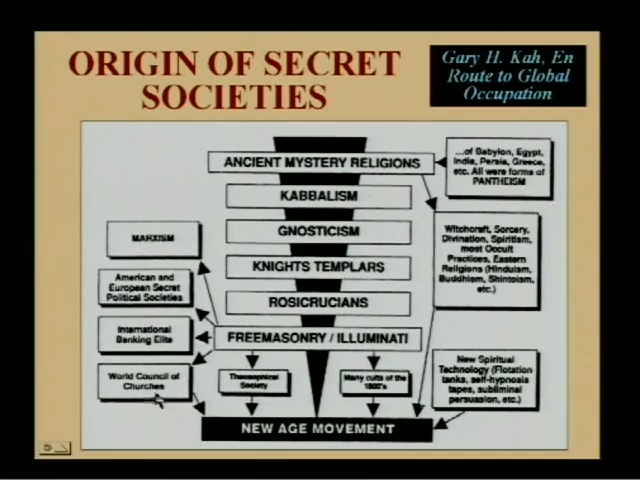 ORIGIN OF SECRET
SOCIETIES
Gary H. Kah, En
Route to Global
Occupation
ANCIENT MYSTERY RELIGIONS
...of Babylon, Egypt,
India, Persia, Greece,
etc. All were forms of
PANTHEISM
KABBALISM
GNOSTICISM
KNIGHTS TEMPLARS
ROSICRUCIANS
FREEMASONRY / ILLUMINATI
MARXISM
American and
European Secret
Political Societies
International
Banking Elite
World Council of
Churches
Witchcraft, Sorcery,
Divination, Spiritism,
most Occult
Practices, Eastern
Religions (Hinduism,
Buddhism, Shintoism,
etc.)
Theosophical
Society
Many cults of the
1800's
New Spiritual
Technology (Flotation
tanks, self-hypnosis
tapes, subliminal
persuasion, etc.)
NEW AGE MOVEMENT